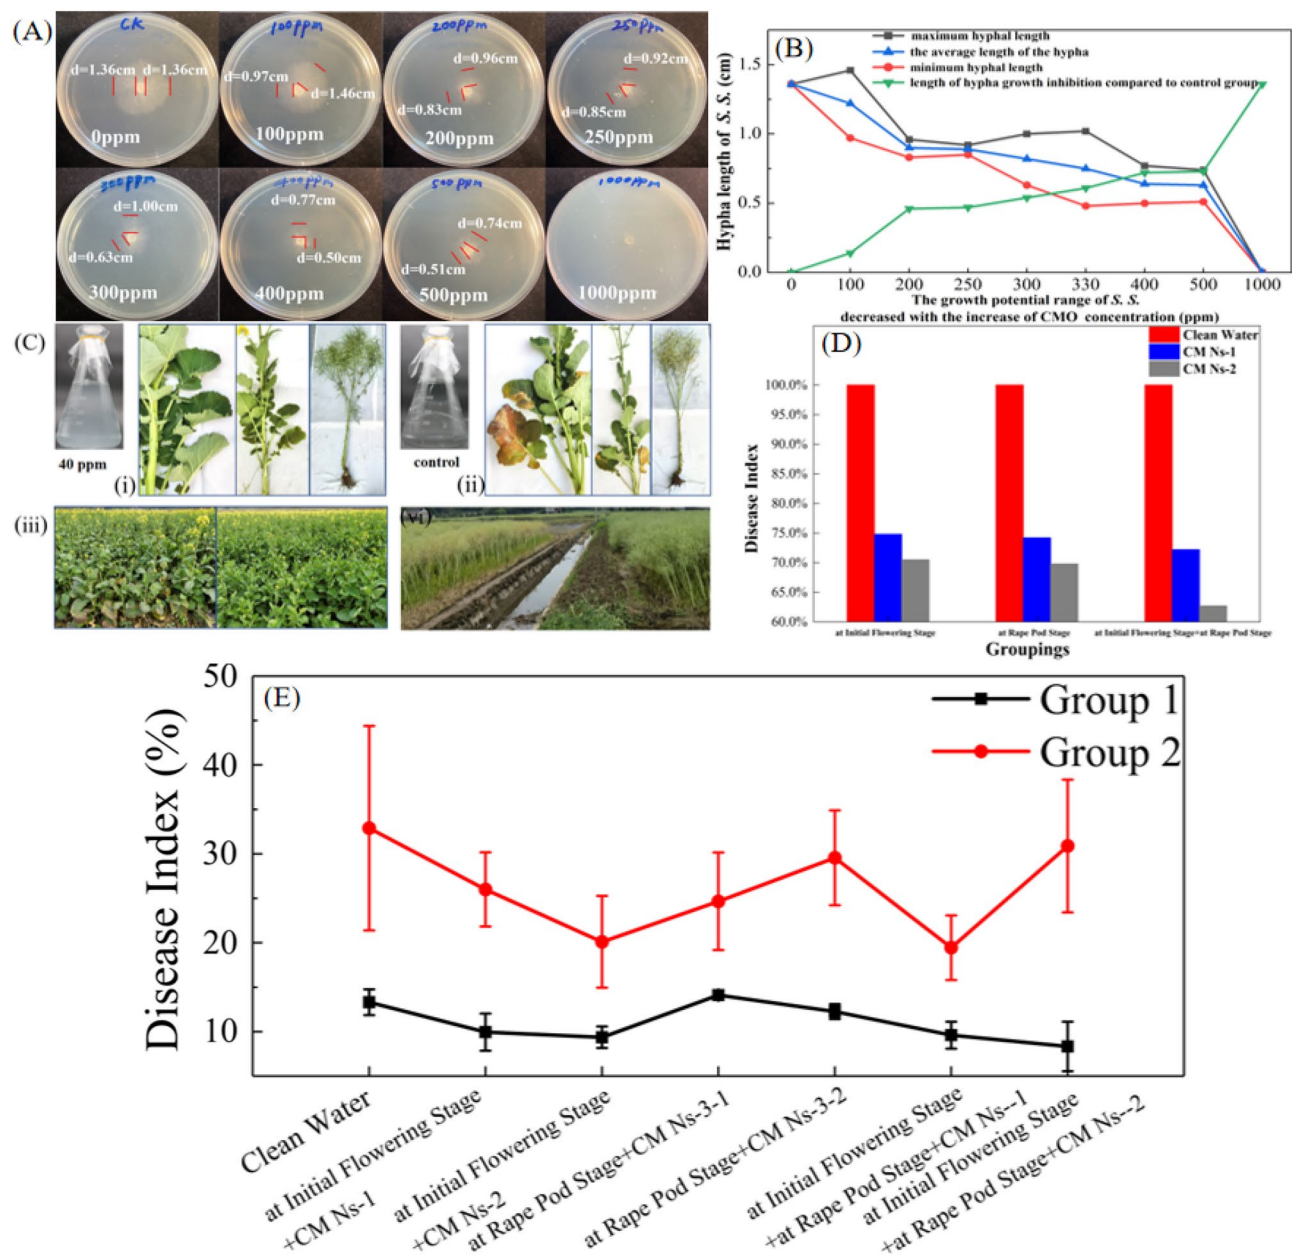 (A)
CK
100ppm
200ppm
250ppm
d=1.36cm
d=1.36cm
d=0.97cm
d=1.46cm
d=0.96cm
d=0.83cm
d=0.92cm
d=0.85cm
0ppm
100ppm
200ppm
250ppm
300ppm
400ppm
500ppm
1000ppm
d=1.00cm
d=0.63cm
d=0.77cm
d=0.50cm
d=0.74cm
d=0.51cm
300ppm
400ppm
500ppm
1000ppm
(B)
maximum hyphal length
the average length of the hypha
minimum hyphal length
length of hypha growth inhibition compared to control group
Hypha length of S. S. (cm)
1.5
1.0
0.5
0.0
0 100 200 250 300 330 400 500 1000
The growth potential range of S. S.
decreased with the increase of CMO concentration (ppm)
(C)
40 ppm
(i)
control
(ii)
(iii)
(vi)
(D)
Clean Water
CM Ns-1
CM Ns-2
Disease Index
100.0%
95.0%
90.0%
85.0%
80.0%
75.0%
70.0%
65.0%
60.0%
at Initial Flowering Stage
at Rape Pod Stage
at Initial Flowering Stage+at Rape Pod Stage
Groupings
(E)
Group 1
Group 2
Disease Index (%)
50
40
30
20
10
Clean Water
at Initial Flowering Stage
+CM Ns-1
at Initial Flowering Stage
+CM Ns-2
at Rape Pod Stage+CM Ns-3-1
at Rape Pod Stage+CM Ns-3-2
at Initial Flowering Stage
+at Rape Pod Stage+CM Ns--1
at Initial Flowering Stage
+at Rape Pod Stage+CM Ns--2